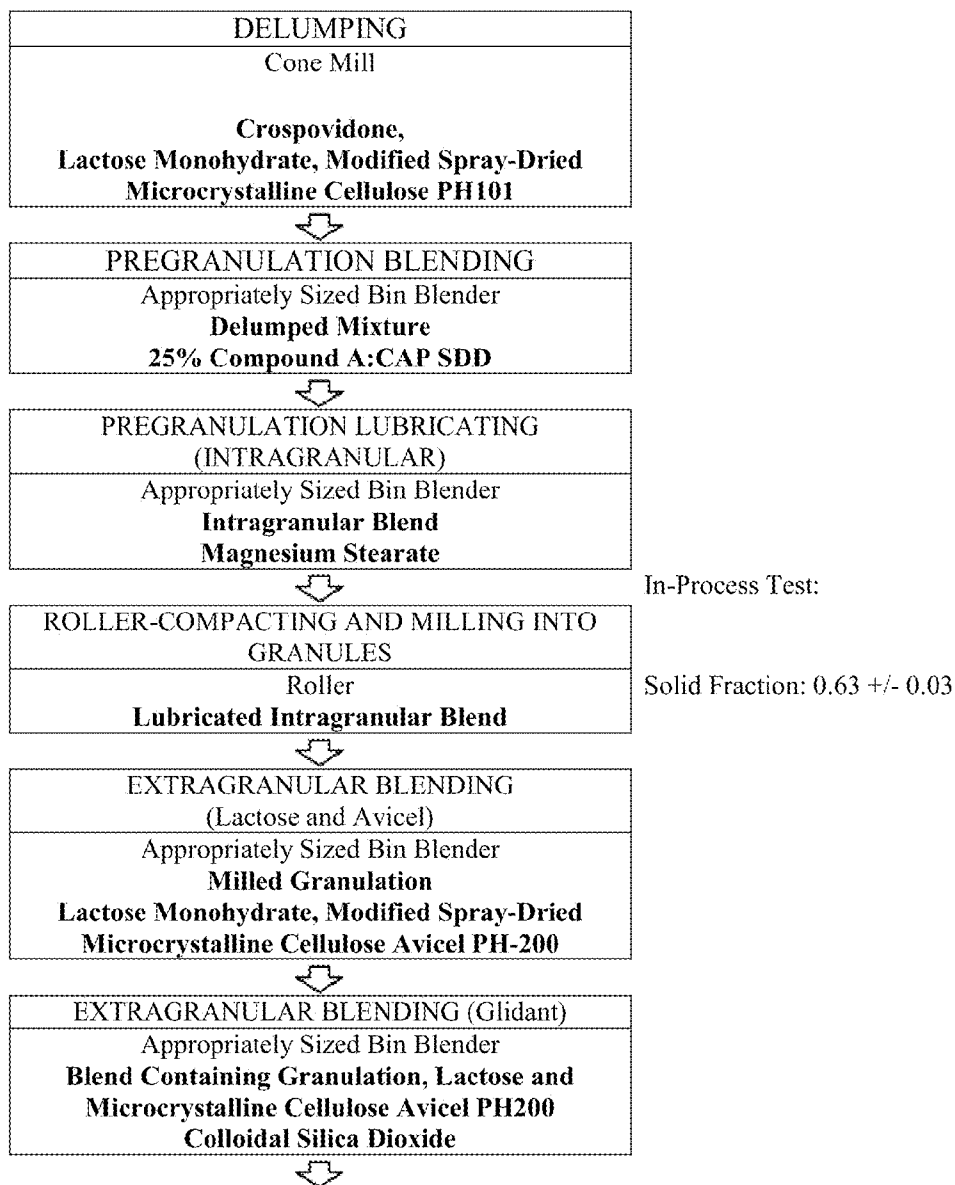 DELUMPING
Cone Mill
Crospovidone,
Lactose Monohydrate, Modified Spray-Dried
Microcrystalline Cellulose PH101
PREGRANULATION BLENDING
Appropriately Sized Bin Blender
Delumped Mixture
25% Compound A:CAP SDD
PREGRANULATION LUBRICATING
(INTRAGRANULAR)
Appropriately Sized Bin Blender
Intragranular Blend
Magnesium Stearate
In-Process Test:
ROLLER-COMPACTING AND MILLING INTO
GRANULES
Roller
Solid Fraction: 0.63 +/- 0.03
Lubricated Intragranular Blend
EXTRAGRANULAR BLENDING
(Lactose and Avicel)
Appropriately Sized Bin Blender
Milled Granulation
Lactose Monohydrate, Modified Spray-Dried
Microcrystalline Cellulose Avicel PH-200
EXTRAGRANULAR BLENDING (Glidant)
Appropriately Sized Bin Blender
Blend Containing Granulation, Lactose and
Microcrystalline Cellulose Avicel PH200
Colloidal Silica Dioxide